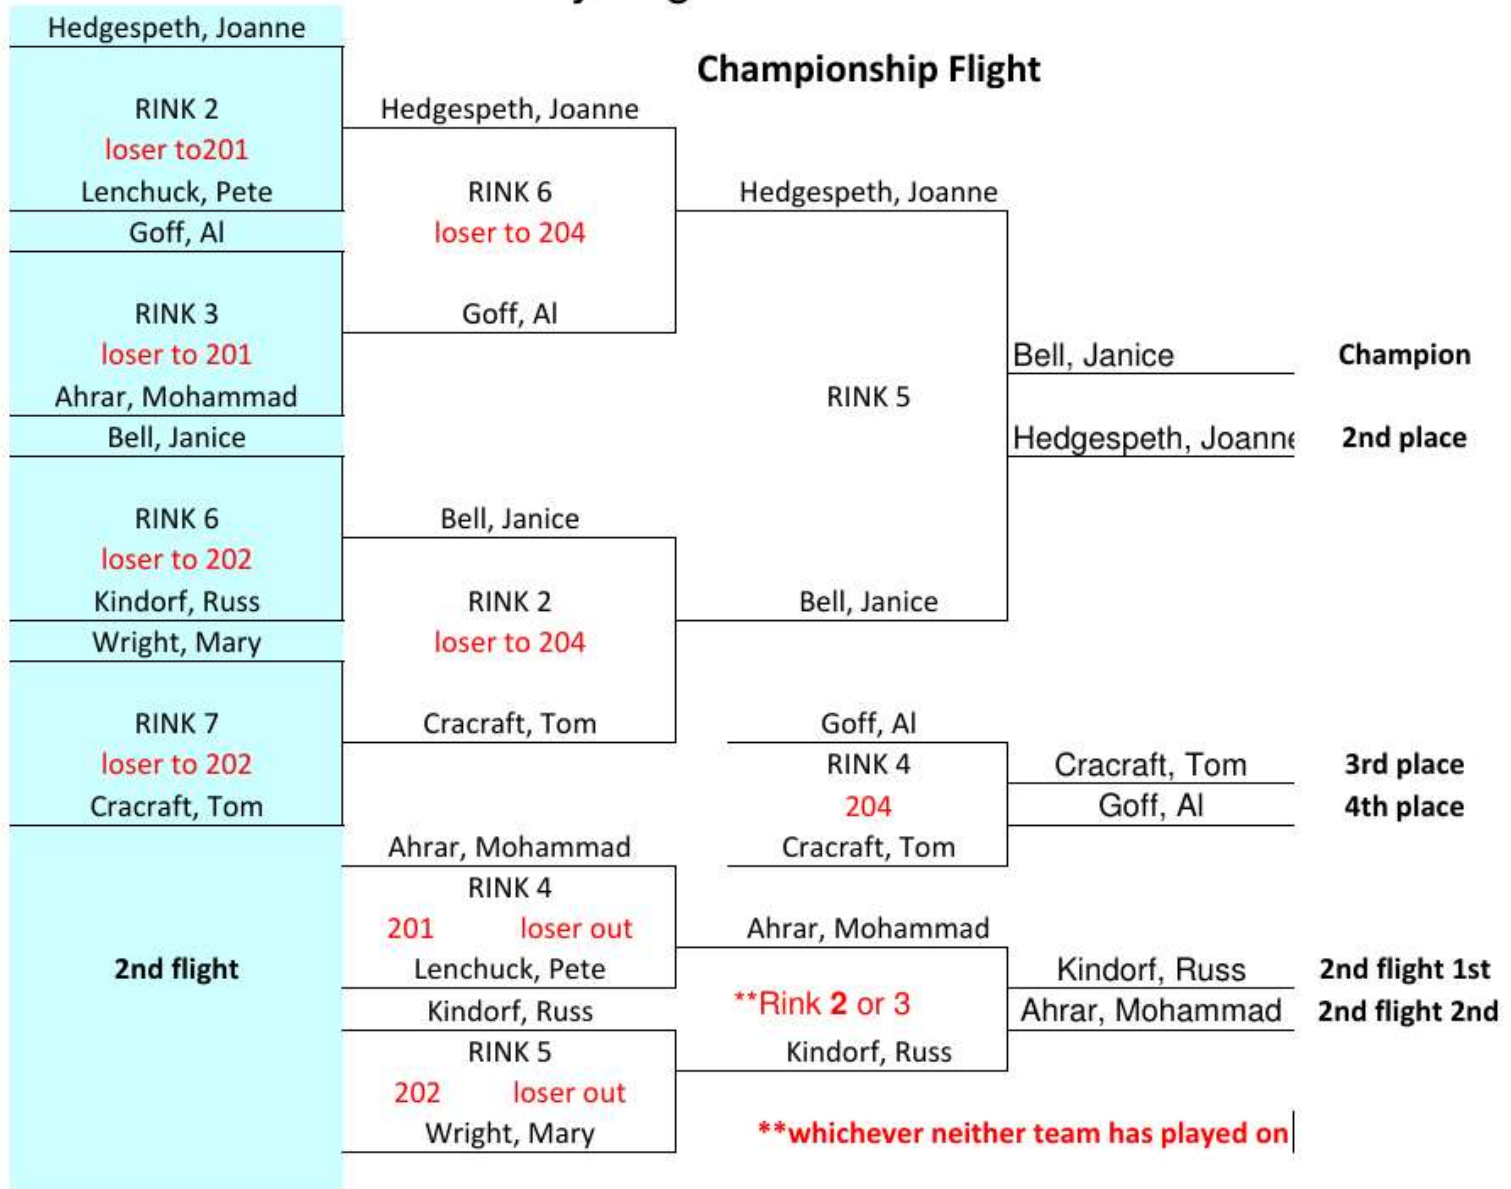 Hedgespeth, Joanne
Championship Flight
RINK 2
Hedgespeth, Joanne
loser to201
Lenchuck, Pete
RINK 6
Hedgespeth, Joanne
Goff, Al
loser to 204
RINK 3
Goff, Al
loser to 201
Bell, Janice
Champion
Ahrar, Mohammad
RINK 5
Bell, Janice
Hedgespeth, Joanne
2nd place
RINK 6
Bell, Janice
loser to 202
Kindorf, Russ
RINK 2
Bell, Janice
Wright, Mary
loser to 204
RINK 7
Cracraft, Tom
Goff, Al
loser to 202
RINK 4
Cracraft, Tom
3rd place
Cracraft, Tom
204
Goff, Al
4th place
Ahrar, Mohammad
Cracraft, Tom
RINK 4
201 loser out
Ahrar, Mohammad
2nd flight
Lenchuck, Pete
Kindorf, Russ
2nd flight 1st
Kindorf, Russ
**Rink 2 or 3
Ahrar, Mohammad
2nd flight 2nd
RINK 5
Kindorf, Russ
202 loser out
Wright, Mary
**whichever neither team has played on